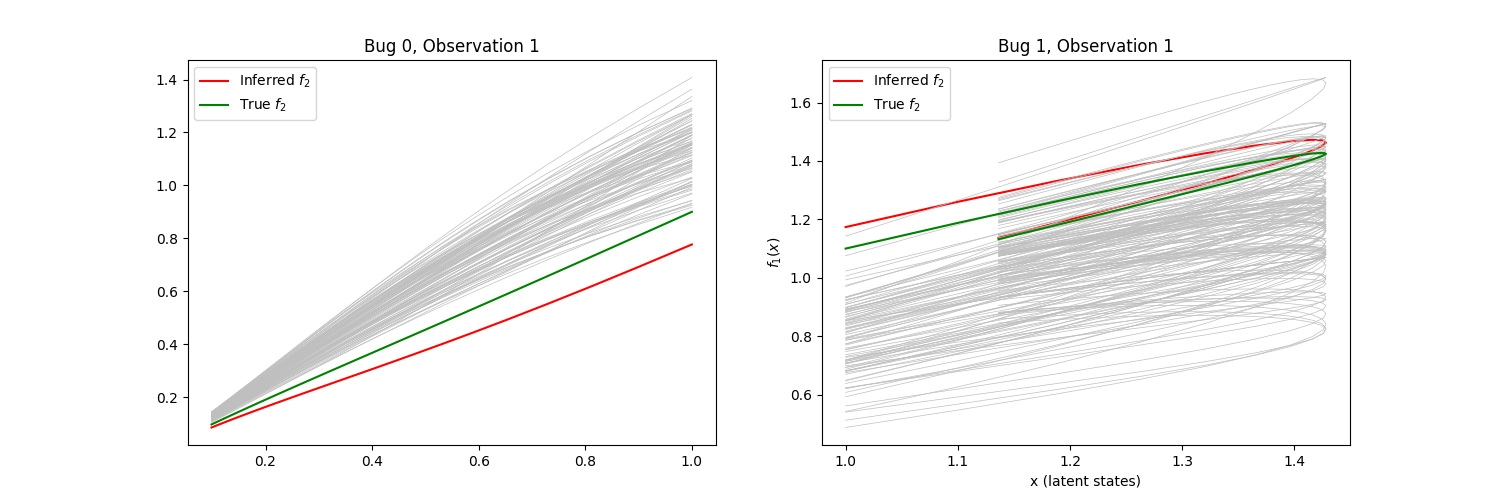 Bug 0, Observation 1
Inferred f₂
True f₂
1.4
1.2
1.0
0.8
0.6
0.4
0.2
0.2 0.4 0.6 0.8 1.0
Bug 1, Observation 1
Inferred f₂
True f₂
f₁(x)
1.6
1.4
1.2
1.0
0.8
0.6
1.0 1.1 1.2 1.3 1.4
x (latent states)